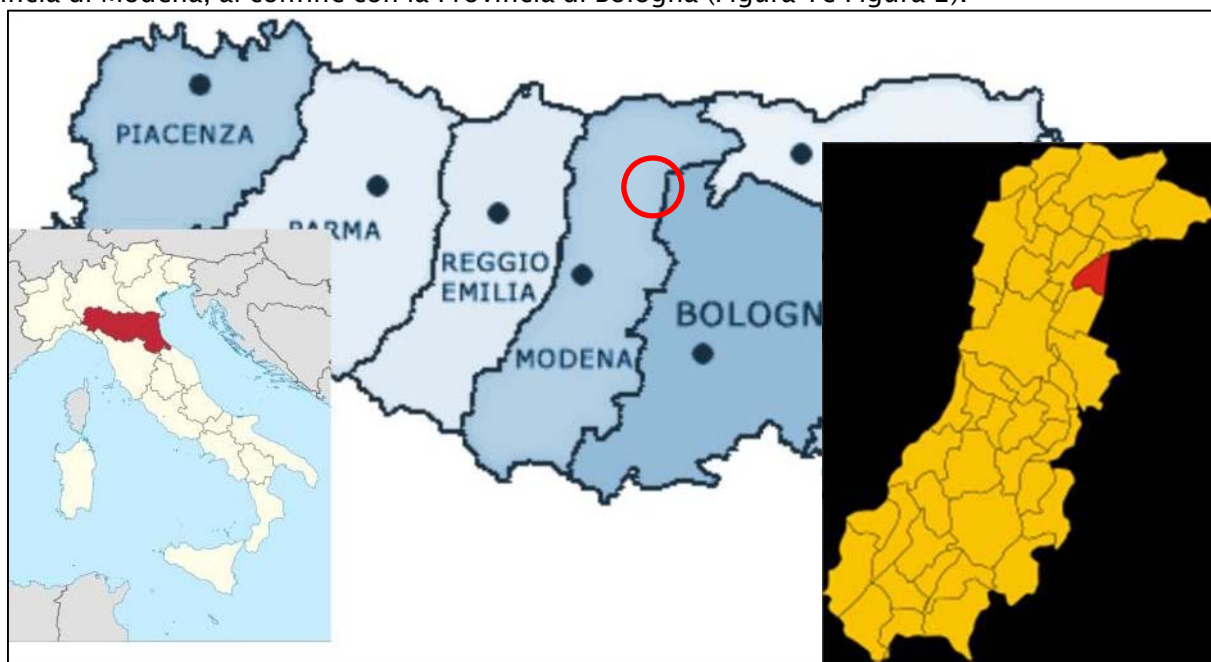 incia di Modena, al confine con la Provincia di Bologna (Figura 1 e Figura 2).
PIACENZA
PARMA
REGGIO
EMILIA
MODENA
BOLOGN